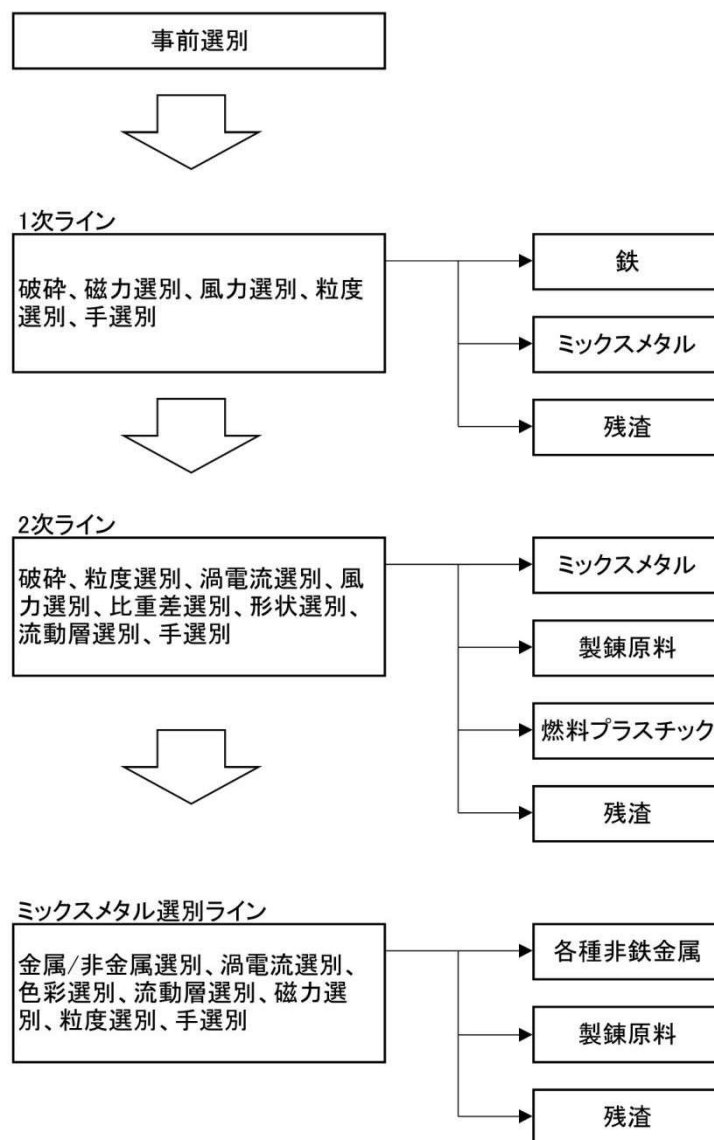 事前選別
1次ライン
破砕、磁力選別、風力選別、粒度
選別、手選別
鉄
ミックスメタル
残渣
2次ライン
破砕、粒度選別、渦電流選別、風
力選別、比重差選別、形状選別、
流動層選別、手選別
ミックスメタル
製錬原料
燃料プラスチック
残渣
ミックスメタル選別ライン
金属/非金属選別、渦電流選別、
色彩選別、流動層選別、磁力選
別、粒度選別、手選別
各種非鉄金属
製錬原料
残渣